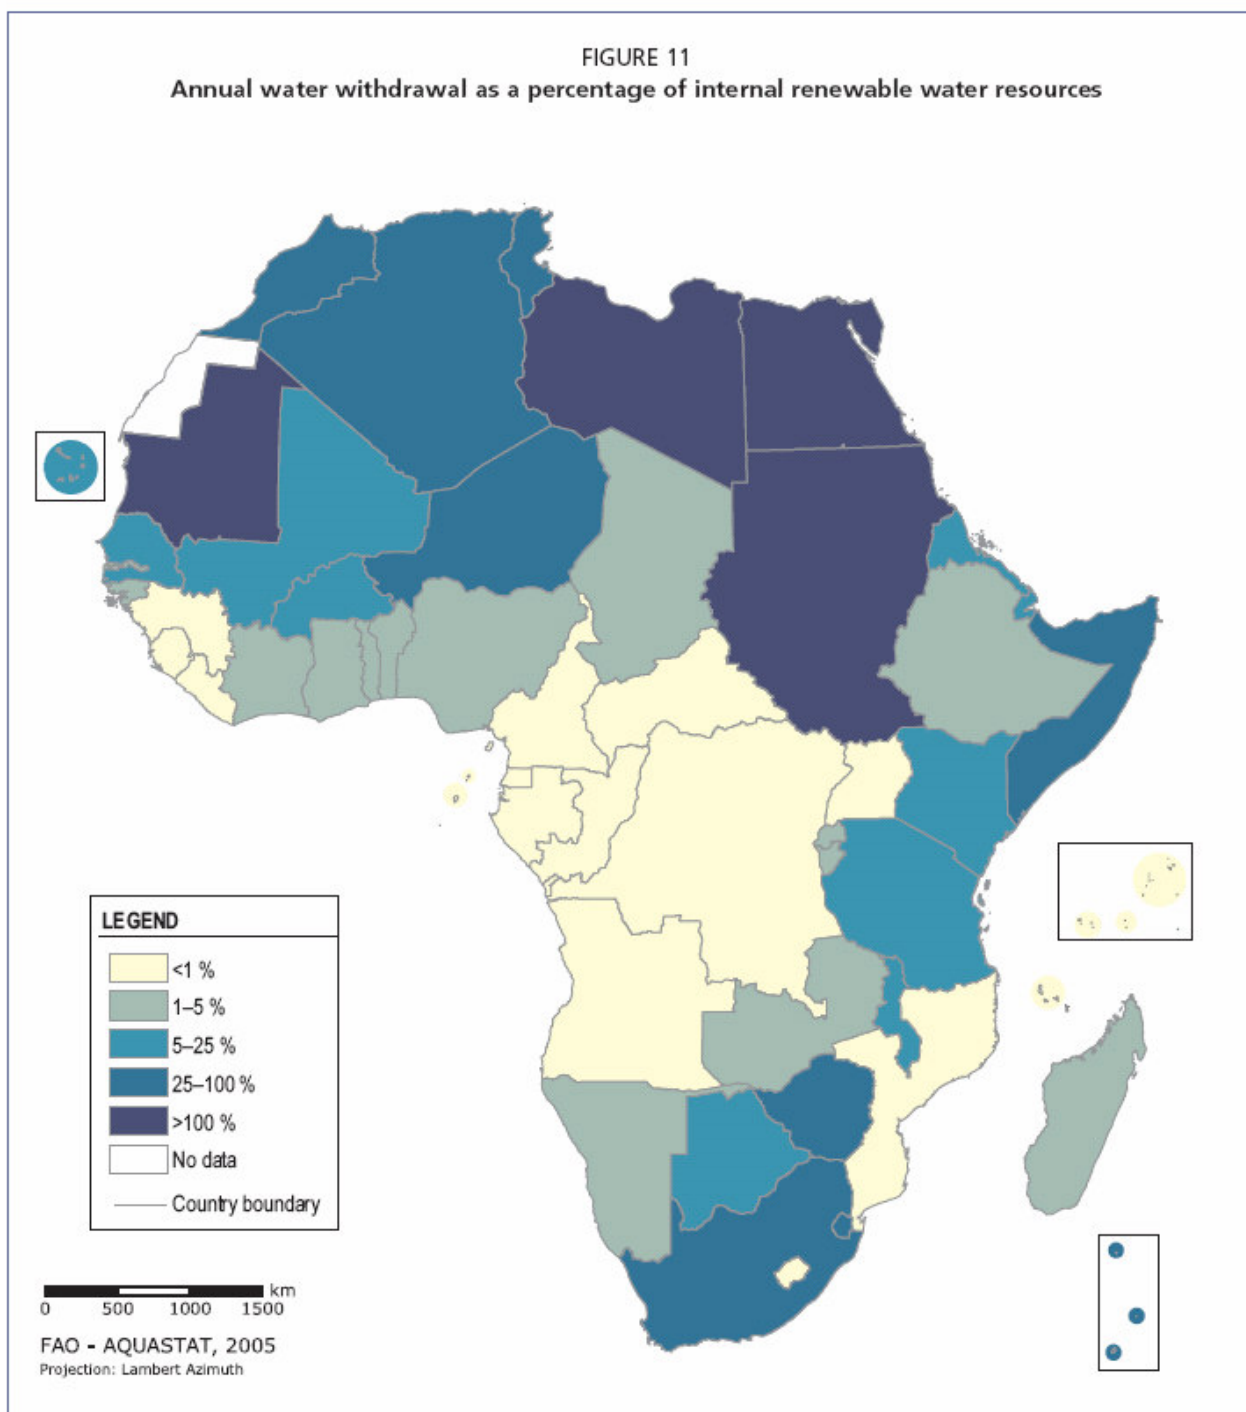 FIGURE 11
Annual water withdrawal as a percentage of internal renewable water resources
LEGEND
<1 %
1–5 %
5–25 %
25–100 %
>100 %
No data
Country boundary
km
0 500 1000 1500
FAO - AQUASTAT, 2005
Projection: Lambert Azimuth